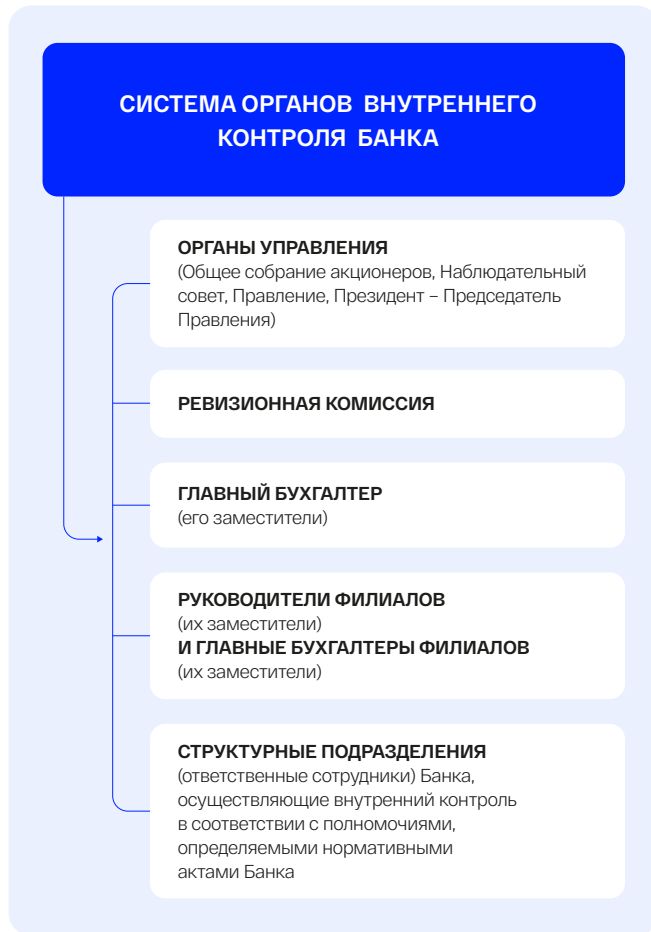 СИСТЕМА ОРГАНОВ ВНУТРЕННЕГО
КОНТРОЛЯ БАНКА
ОРГАНЫ УПРАВЛЕНИЯ
(Общее собрание акционеров, Наблюдательный
совет, Правление, Президент – Председатель
Правления)
РЕВИЗИОННАЯ КОМИССИЯ
ГЛАВНЫЙ БУХГАЛТЕР
(его заместители)
РУКОВОДИТЕЛИ ФИЛИАЛОВ
(их заместители)
И ГЛАВНЫЕ БУХГАЛТЕРЫ ФИЛИАЛОВ
(их заместители)
СТРУКТУРНЫЕ ПОДРАЗДЕЛЕНИЯ
(ответственные сотрудники) Банка,
осуществляющие внутренний контроль
в соответствии с полномочиями,
определяемыми нормативными
актами Банка